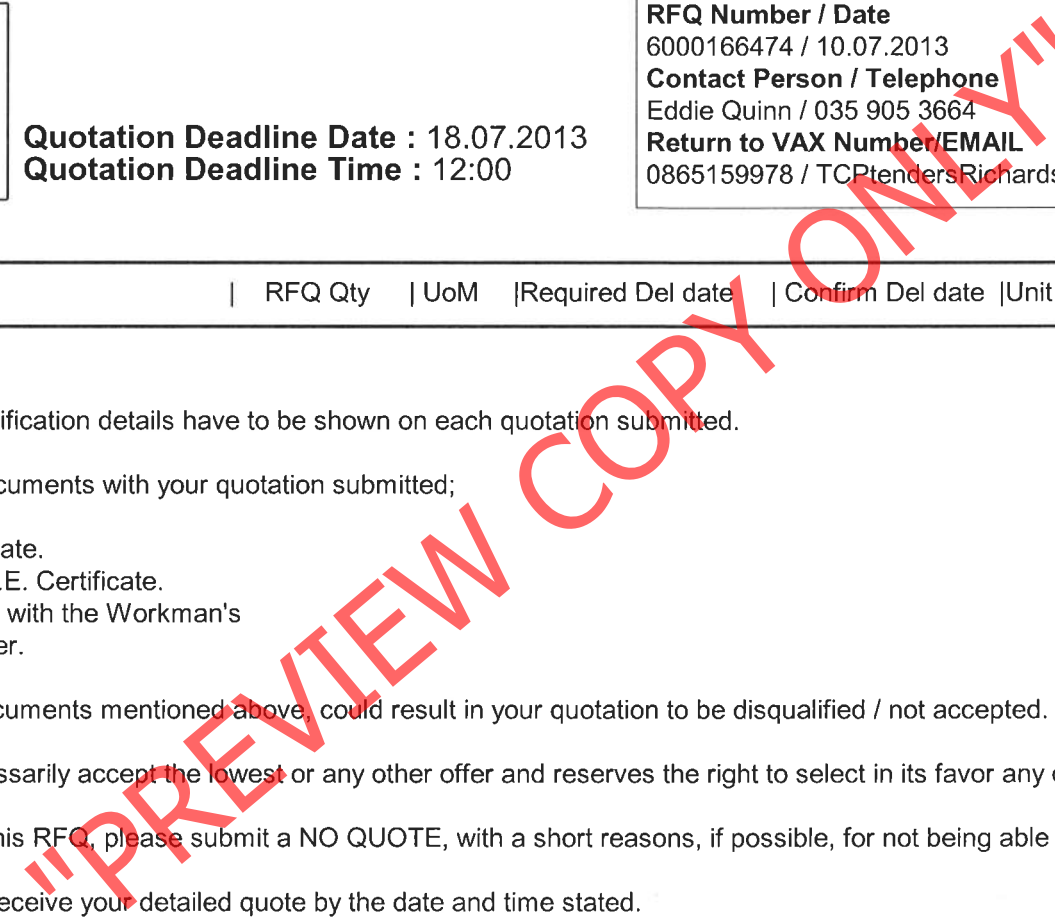 RFQ Number / Date
6000166474 / 10.07.2013
Contact Person / Telephone
Eddie Quinn / 035 905 3664
Return to VAX Number/EMAIL
0865159978 / TCPtendersRichards
Quotation Deadline Date : 18.07.2013
Quotation Deadline Time : 12:00
| RFQ Qty | UoM |Required Del date | Confirm Del date |Unit
ification details have to be shown on each quotation submitted.
cuments with your quotation submitted;
ate.
.E. Certificate.
with the Workman's
er.
cuments mentioned above, could result in your quotation to be disqualified / not accepted.
ssarily accept the lowest or any other offer and reserves the right to select in its favor any
his RFQ, please submit a NO QUOTE, with a short reasons, if possible, for not being able
eceive your detailed quote by the date and time stated.
"PREVIEW COPY ONLY"